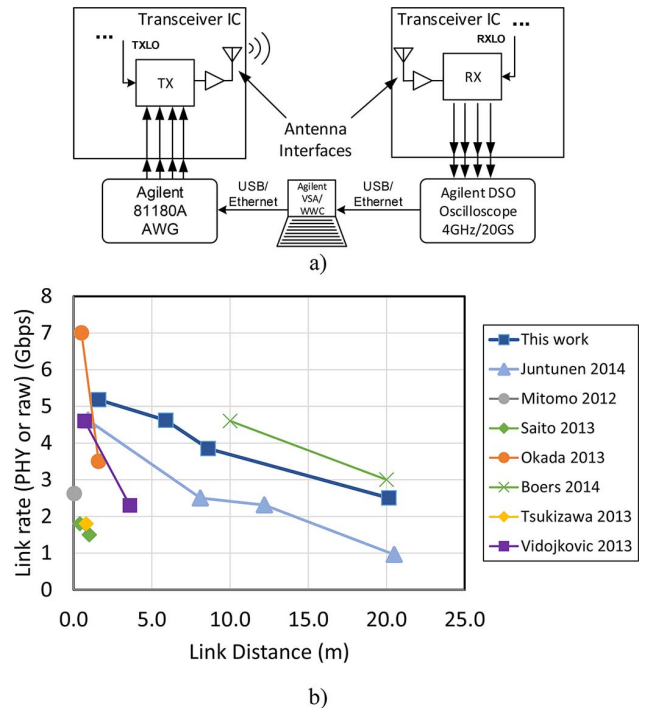 Transceiver IC
Transceiver IC
...
TXLO
RXLO
...
TX
RX
Antenna
Interfaces
Agilent
81180A
AWG
USB/
Ethernet
Agilent
VSA/
WWC
USB/
Ethernet
Agilent DSO
Oscilloscope
4GHz/20GS
a)
Link rate (PHY or raw) (Gbps)
8
7
6
5
4
3
2
1
0
0.0 5.0 10.0 15.0 20.0 25.0
Link Distance (m)
This work
Juntunen 2014
Mitomo 2012
Saito 2013
Okada 2013
Boers 2014
Tsukizawa 2013
Vidojkovic 2013
b)